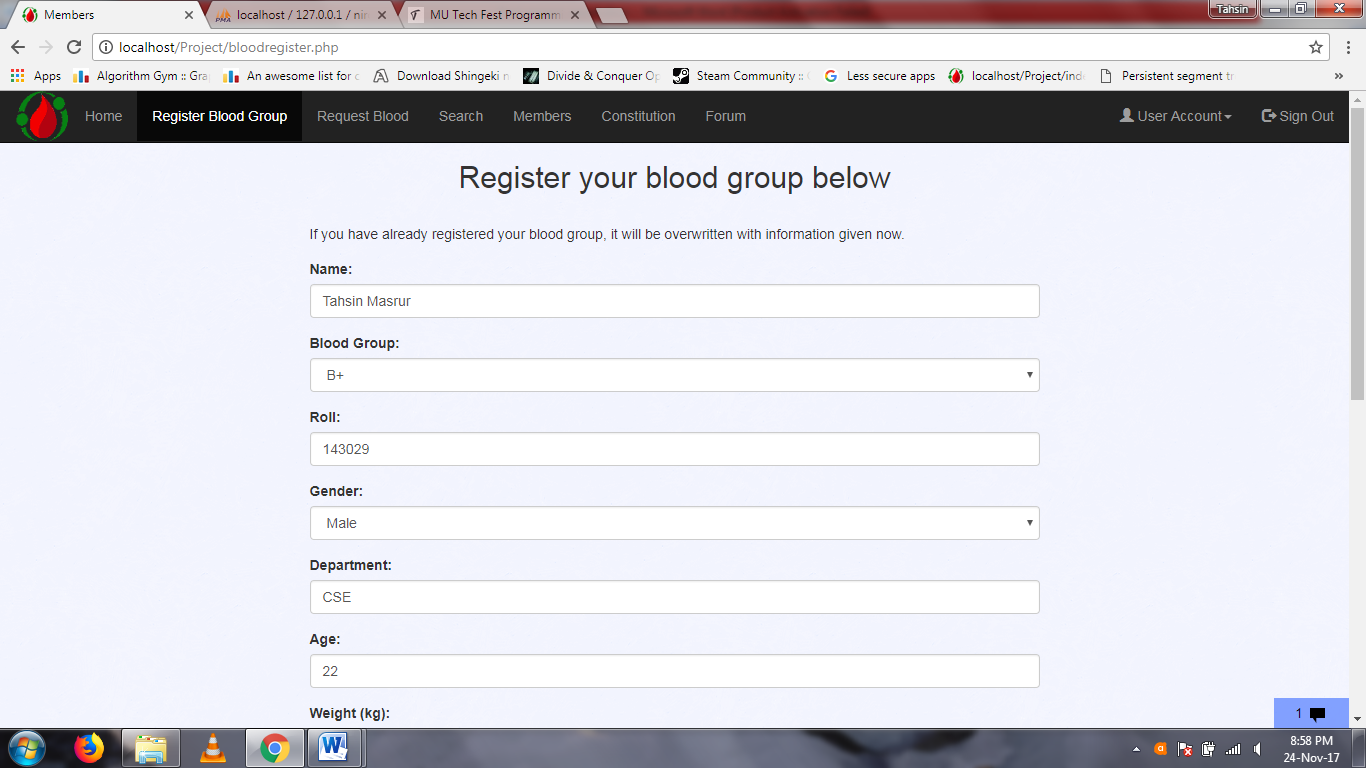 Members
localhost / 127.0.0.1 / nin
MU Tech Fest Programm
Tahsin
localhost/Project/bloodregister.php
Apps
Algorithm Gym :: Gra
An awesome list for c
Download Shingeki n
Divide & Conquer Op
Steam Community ::
Less secure apps
localhost/Project/ind
Persistent segment tr
»
Home
Register Blood Group
Request Blood
Search
Members
Constitution
Forum
User Account
Sign Out
Register your blood group below
If you have already registered your blood group, it will be overwritten with information given now.
Name:
Tahsin Masrur
Blood Group:
B+
Roll:
143029
Gender:
Male
Department:
CSE
Age:
22
Weight (kg):
1
8:58 PM
24-Nov-17